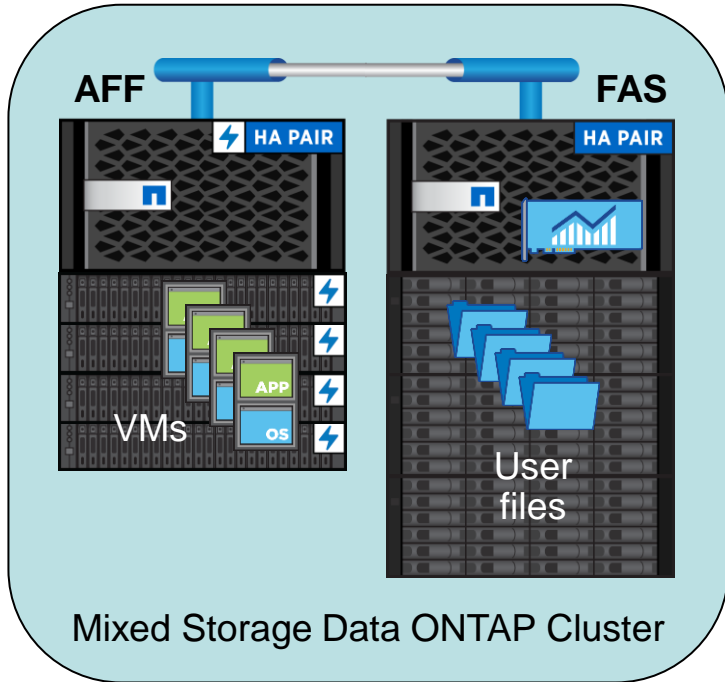 AFF
FAS
HA PAIR
HA PAIR
APP
OS
VMs
User
files
Mixed Storage Data ONTAP Cluster